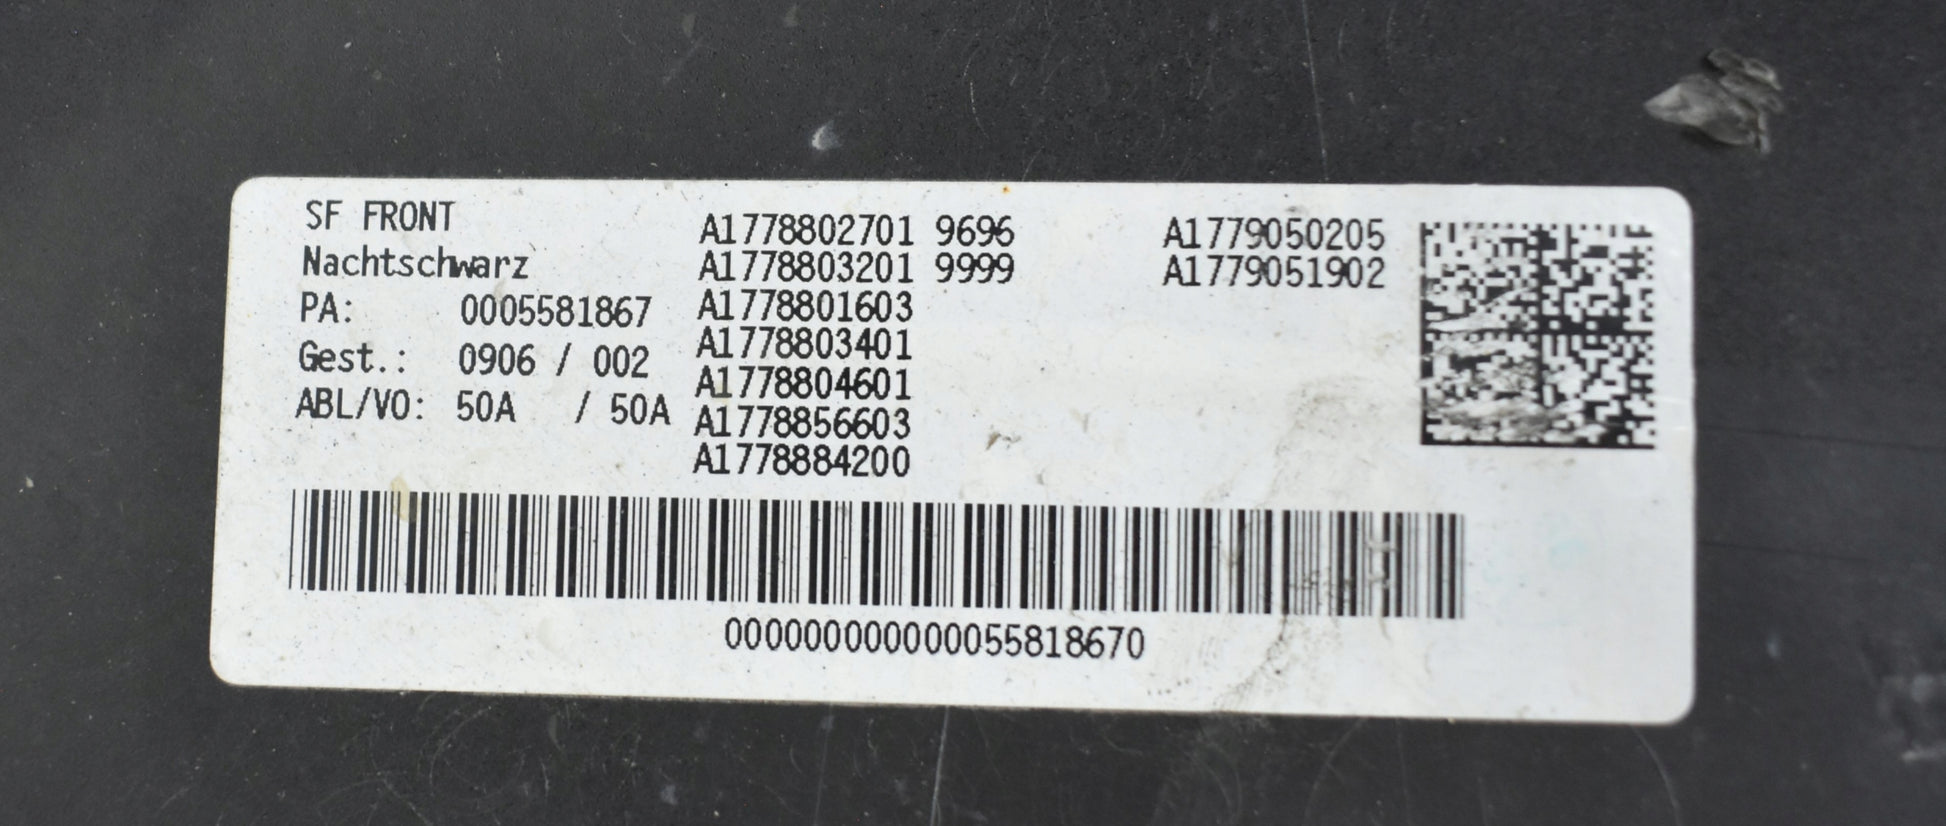 SF FRONT
Nachtschwarz
PA: 0005581867
Gest.: 0906 / 002
ABL/VO: 50A / 50A
A1778802701 9696
A1778803201 9999
A1778801603
A1778803401
A1778804601
A1778856603
A1778884200
A1779050205
A1779051902
0000000000000055818670